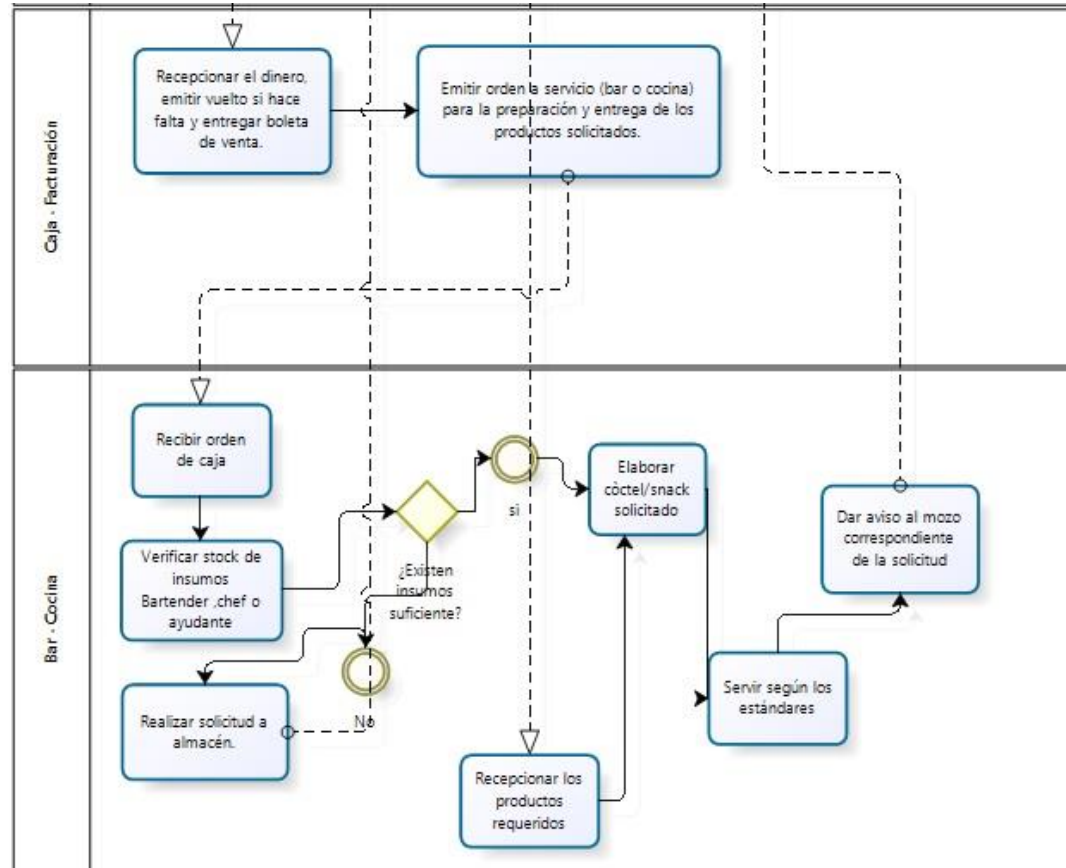 Caja - Facturación
Recepcionar el dinero,
emitir vuelto si hace
falta y entregar boleta
de venta.
Emitir orden a servicio (bar o cocina)
para la preparación y entrega de los
productos solicitados.
Bar - Cocina
Recibir orden
de caja
Verificar stock de
insumos
Bartender ,chef o
ayudante
Realizar solicitud a
almacén.
¿Existen
insumos
suficiente?
si
No
Elaborar
còctel/snack
solicitado
Recepcionar los
productos
requeridos
Servir según los
estándares
Dar aviso al mozo
correspondiente
de la solicitud